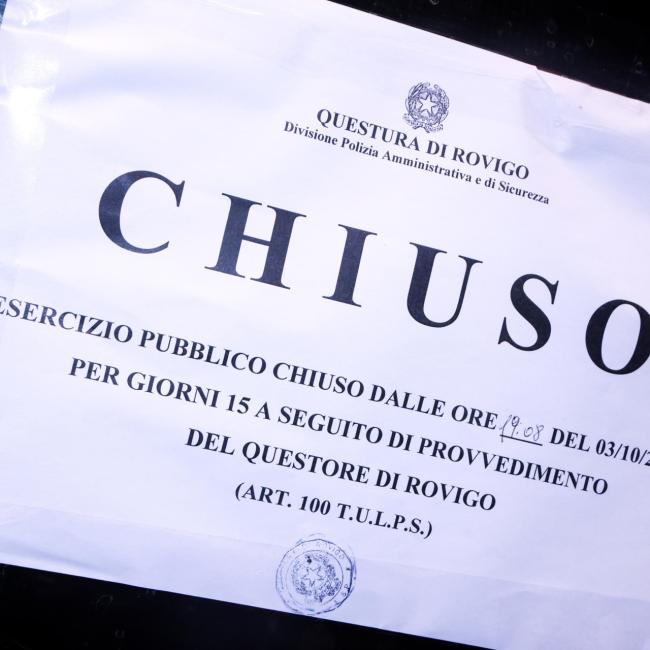 QUESTURA DI ROVIGO
Divisione Polizia Amministrativa e di Sicurezza
CHIUSO
ESERCIZIO PUBBLICO CHIUSO DALLE ORE 19.08 DEL 03/10/2
PER GIORNI 15 A SEGUITO DI PROVVEDIMENTO
DEL QUESTORE DI ROVIGO
(ART. 100 T.U.L.P.S.)